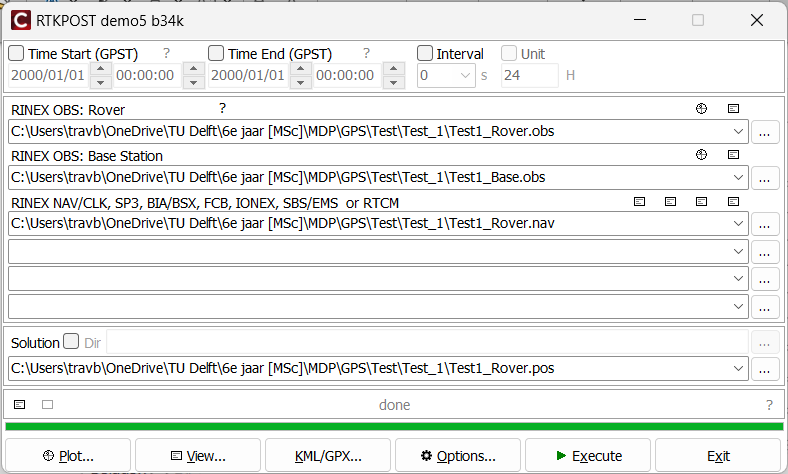 RTKPOST demo5 b34k
Time Start (GPST) ? Time End (GPST) ? Interval Unit
2000/01/01 00:00:00 2000/01/01 00:00:00 0 s 24 H
RINEX OBS: Rover ?
C:\Users\travb\OneDrive\TU Delft\6e jaar [MSc]\MDP\GPS\Test\Test_1\Test1_Rover.obs ...
RINEX OBS: Base Station
C:\Users\travb\OneDrive\TU Delft\6e jaar [MSc]\MDP\GPS\Test\Test_1\Test1_Base.obs ...
RINEX NAV/CLK, SP3, BIA/BSX, FCB, IONEX, SBS/EMS or RTCM
C:\Users\travb\OneDrive\TU Delft\6e jaar [MSc]\MDP\GPS\Test\Test_1\Test1_Rover.nav ...
...
...
...
Solution Dir ...
C:\Users\travb\OneDrive\TU Delft\6e jaar [MSc]\MDP\GPS\Test\Test_1\Test1_Rover.pos ...
done ?
Plot... View... KML/GPX... Options... Execute Exit